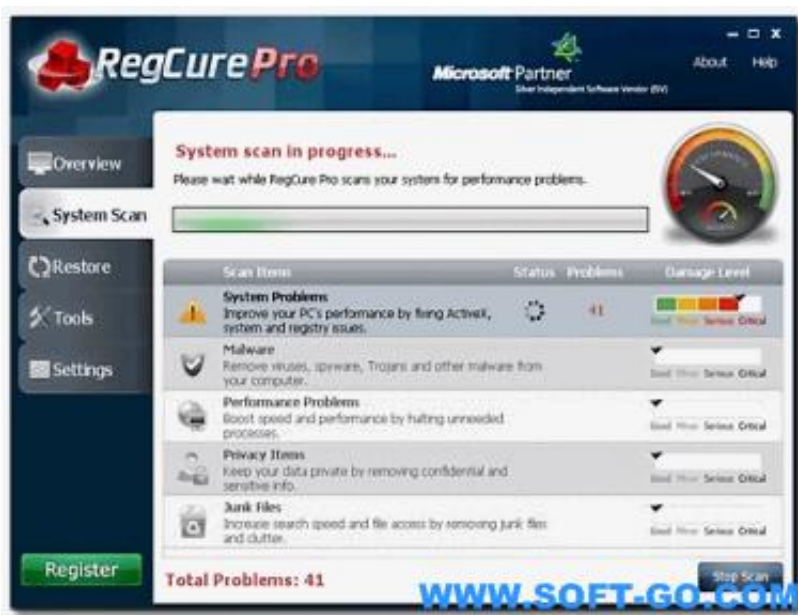 RegCure Pro
Microsoft Partner
Silver Independent Software Vendor (ISV)
About Help
Overview
System Scan
Restore
Tools
Settings
Register
System scan in progress...
Please wait while RegCure Pro scans your system for performance problems.
Scan Items Status Problems Damage Level
System Problems
Improve your PC's performance by fixing ActiveX,
system and registry issues.
41
Good Minor Serious Critical
Malware
Remove viruses, spyware, Trojans and other malware from
your computer.
Good Minor Serious Critical
Performance Problems
Boost speed and performance by halting unneeded
processes.
Good Minor Serious Critical
Privacy Items
Keep your data private by removing confidential and
sensitive info.
Good Minor Serious Critical
Junk Files
Increase search speed and file access by removing junk files
and clutter.
Good Minor Serious Critical
Total Problems: 41
Stop Scan
WWW.SOFT-GO.COM